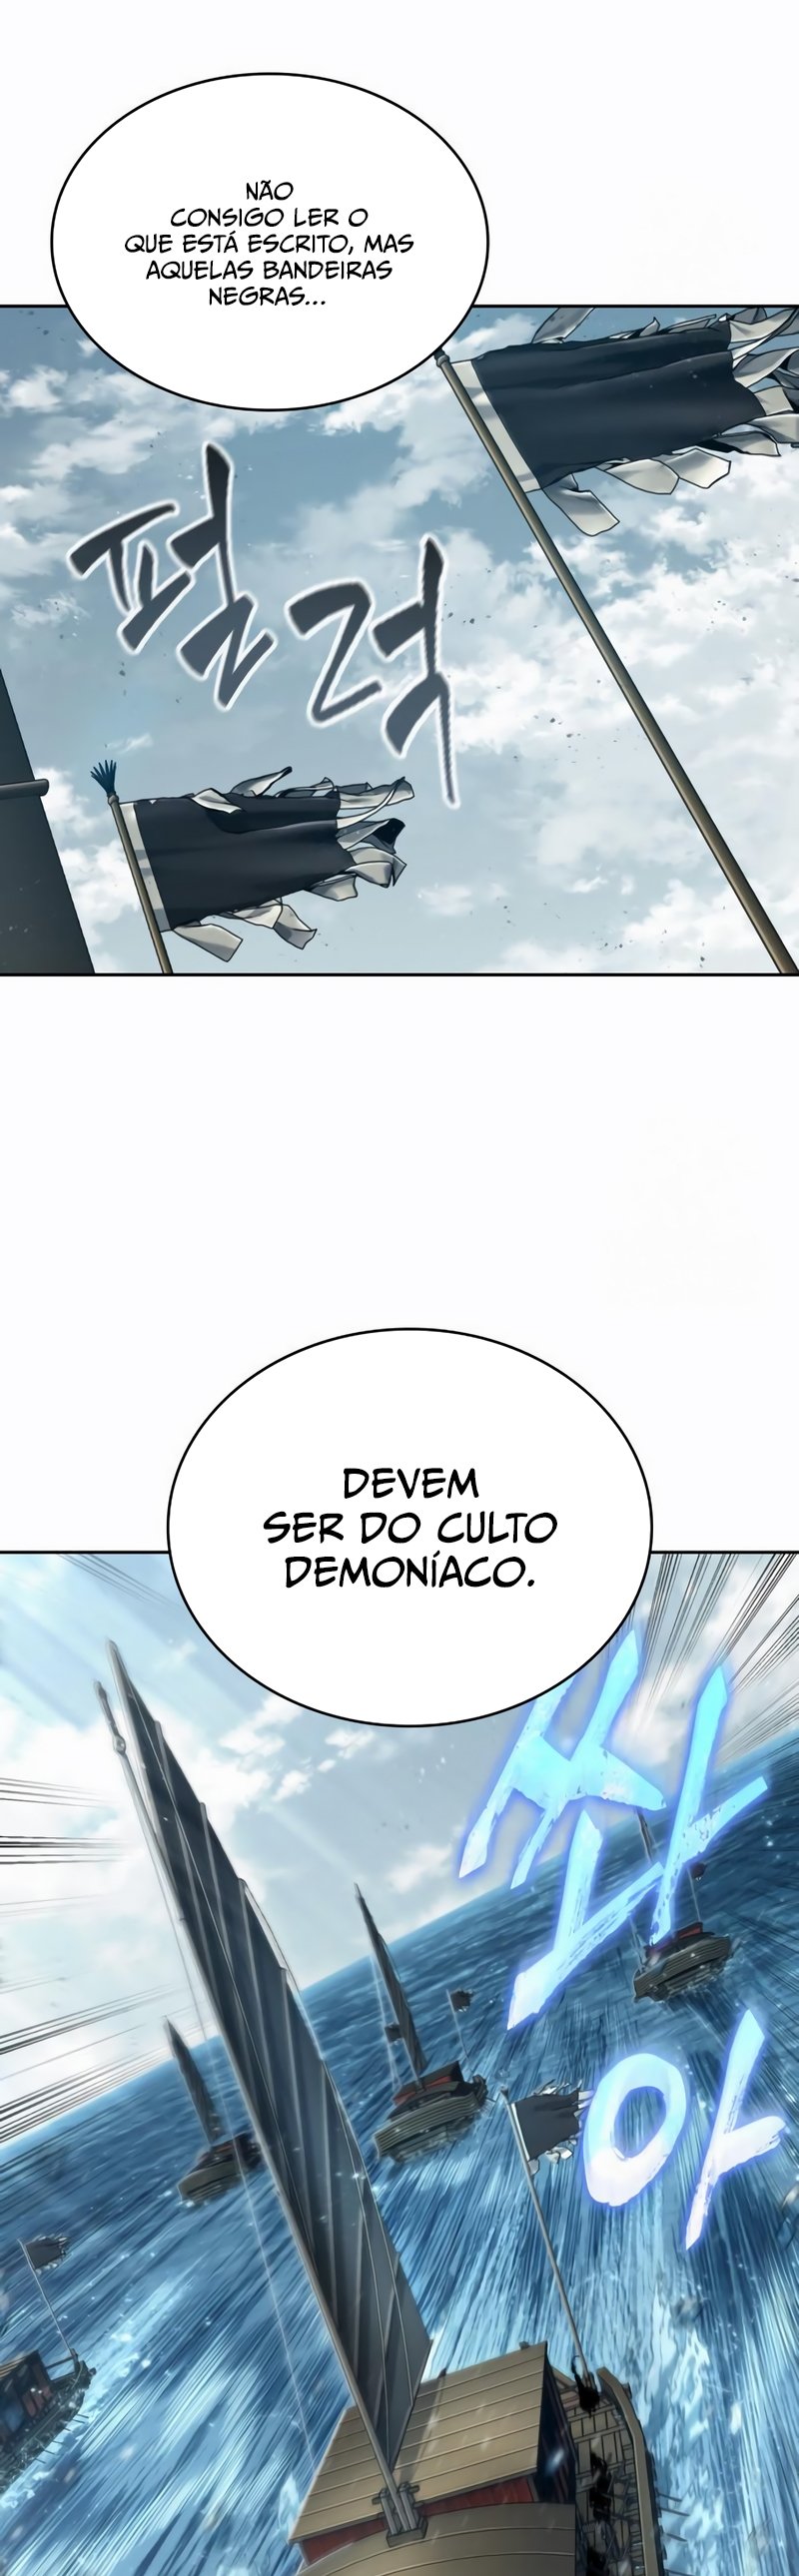 NÃO
CONSIGO LER O
QUE ESTÁ ESCRITO, MAS
AQUELAS BANDEIRAS
NEGRAS...
펄럭
DEVEM
SER DO CULTO
DEMONÍACO.
쏴
아